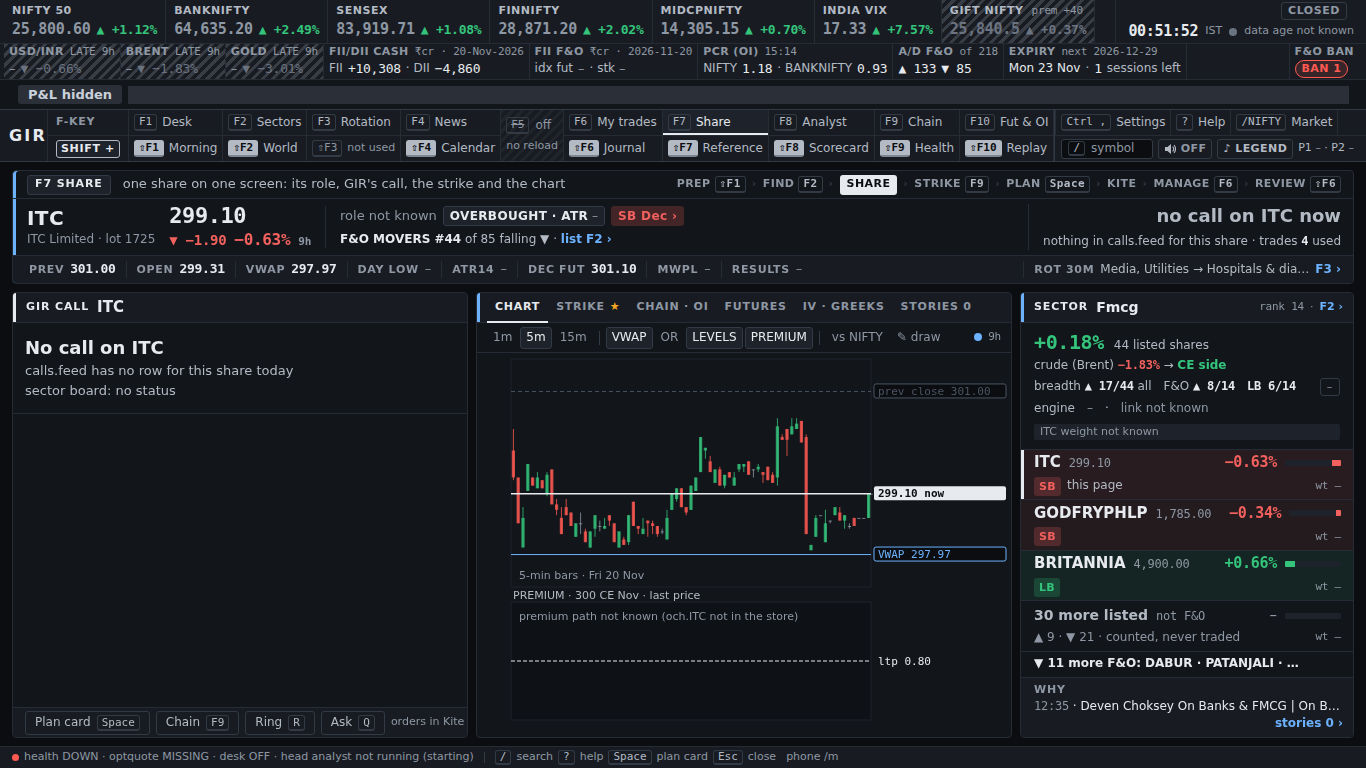 NIFTY 50 BANKNIFTY SENSEX FINNIFTY MIDCPNIFTY INDIA VIX GIFT NIFTY prem +40 CLOSED
25,800.60 ▲ +1.12% 64,635.20 ▲ +2.49% 83,919.71 ▲ +1.08% 28,871.20 ▲ +2.02% 14,305.15 ▲ +0.70% 17.33 ▲ +7.57% 25,840.5 ▲ +0.37% 00:51:52 IST data age not known
USD/INR LATE 9h BRENT LATE 9h GOLD LATE 9h FII/DII CASH ₹cr · 20-Nov-2026 FII F&O ₹cr · 2026-11-20 PCR (OI) 15:14 A/D F&O of 218 EXPIRY next 2026-12-29 F&O BAN
– ▼ −0.66% – ▼ −1.83% – ▼ −3.01% FII +10,308 · DII −4,860 idx fut – · stk – NIFTY 1.18 · BANKNIFTY 0.93 ▲ 133 ▼ 85 Mon 23 Nov · 1 sessions left BAN 1
P&L hidden
GIR
F-KEY F1 Desk F2 Sectors F3 Rotation F4 News F5 off F6 My trades F7 Share F8 Analyst F9 Chain F10 Fut & OI Ctrl , Settings ? Help /NIFTY Market
SHIFT + ⇧F1 Morning ⇧F2 World ⇧F3 not used ⇧F4 Calendar no reload ⇧F6 Journal ⇧F7 Reference ⇧F8 Scorecard ⇧F9 Health ⇧F10 Replay / symbol OFF ♪ LEGEND P1 – · P2 –
F7 SHARE one share on one screen: its role, GIR's call, the strike and the chart PREP ⇧F1 › FIND F2 › SHARE › STRIKE F9 › PLAN Space › KITE › MANAGE F6 › REVIEW ⇧F6
ITC 299.10 role not known OVERBOUGHT · ATR – SB Dec › no call on ITC now
ITC Limited · lot 1725 ▼ −1.90 −0.63% 9h F&O MOVERS #44 of 85 falling ▼ · list F2 › nothing in calls.feed for this share · trades 4 used
PREV 301.00 OPEN 299.31 VWAP 297.97 DAY LOW – ATR14 – DEC FUT 301.10 MWPL – RESULTS – ROT 30M Media, Utilities → Hospitals & dia… F3 ›
GIR CALL ITC
No call on ITC
calls.feed has no row for this share today
sector board: no status
Plan card Space Chain F9 Ring R Ask Q orders in Kite
CHART STRIKE ★ CHAIN · OI FUTURES IV · GREEKS STORIES 0
1m 5m 15m VWAP OR LEVELS PREMIUM vs NIFTY ✎ draw 9h
prev close 301.00
299.10 now
VWAP 297.97
5-min bars · Fri 20 Nov
PREMIUM · 300 CE Nov · last price
premium path not known (och.ITC not in the store)
ltp 0.80
SECTOR Fmcg rank 14 · F2 ›
+0.18% 44 listed shares
crude (Brent) −1.83% → CE side
breadth ▲ 17/44 all F&O ▲ 8/14 LB 6/14 –
engine – · link not known
ITC weight not known
ITC 299.10 −0.63%
SB this page wt –
GODFRYPHLP 1,785.00 −0.34%
SB wt –
BRITANNIA 4,900.00 +0.66%
LB wt –
30 more listed not F&O –
▲ 9 · ▼ 21 · counted, never traded wt –
▼ 11 more F&O: DABUR · PATANJALI · …
WHY
12:35 · Deven Choksey On Banks & FMCG | On B…
stories 0 ›
health DOWN · optquote MISSING · desk OFF · head analyst not running (starting) / search ? help Space plan card Esc close phone /m